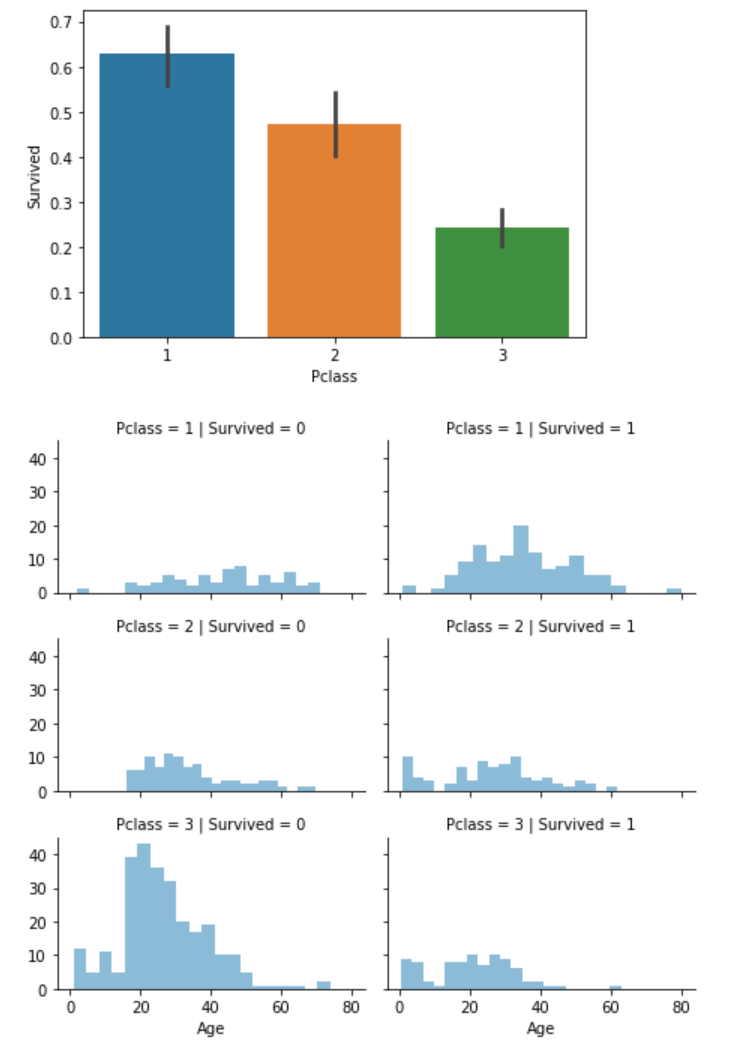 0.7
0.6
0.5
0.4
0.3
0.2
0.1
0.0
Survived
1 2 3
Pclass
Pclass = 1 | Survived = 0 Pclass = 1 | Survived = 1
40
30
20
10
0
Pclass = 2 | Survived = 0 Pclass = 2 | Survived = 1
40
30
20
10
0
Pclass = 3 | Survived = 0 Pclass = 3 | Survived = 1
40
30
20
10
0
0 20 40 60 80 0 20 40 60 80
Age Age